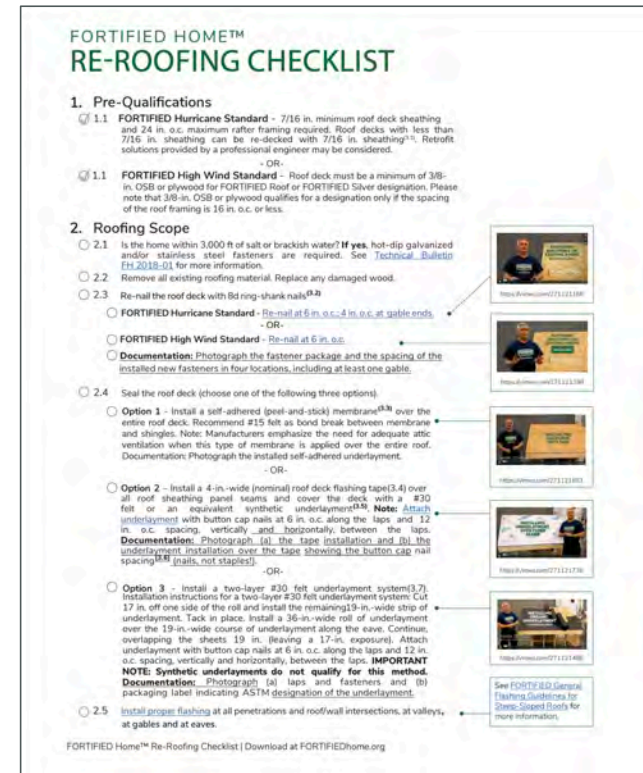 FORTIFIED HOME™
RE-ROOFING CHECKLIST
1. Pre-Qualifications
1.1 FORTIFIED Hurricane Standard - 7/16 in. minimum roof deck sheathing
and 24 in. o.c. maximum rafter framing required. Roof decks with less than
7/16 in. sheathing can be re-decked with 7/16 in. sheathing. Retrofit
solutions provided by a professional engineer may be considered.
- OR-
1.1 FORTIFIED High Wind Standard - Roof deck must be a minimum of 3/8-
in. OSB or plywood for FORTIFIED Roof or FORTIFIED Silver designation. Please
note that 3/8-in. OSB or plywood qualifies for a designation only if the spacing
of the roof framing is 16 in. o.c. or less.
2. Roofing Scope
2.1 Is the home within 3,000 ft of salt or brackish water? If yes, hot-dip galvanized
and/or stainless steel fasteners are required. See Technical Bulletin
FH 2018-01 for more information.
2.2 Remove all existing roofing material. Replace any damaged wood.
2.3 Re-nail the roof deck with 8d ring-shank nails(3.2)
FORTIFIED Hurricane Standard - Re-nail at 6 in. o.c.; 4 in. o.c. at gable ends.
- OR-
FORTIFIED High Wind Standard - Re-nail at 6 in. o.c.
Documentation: Photograph the fastener package and the spacing of the
installed new fasteners in four locations, including at least one gable.
2.4 Seal the roof deck (choose one of the following three options).
Option 1 - Install a self-adhered (peel-and-stick) membrane(3.3) over the
entire roof deck. Recommend #15 felt as bond break between membrane
and shingles. Note: Manufacturers emphasize the need for adequate attic
ventilation when this type of membrane is applied over the entire roof.
Documentation: Photograph the installed self-adhered underlayment.
- OR-
Option 2 - Install a 4-in.-wide (nominal) roof deck flashing tape(3.4) over
all roof sheathing panel seams and cover the deck with a #30
felt or an equivalent synthetic underlayment(3.5). Note: Attach
underlayment with button cap nails at 6 in. o.c. along the laps and 12
in. o.c. spacing, vertically and horizontally, between the laps.
Documentation: Photograph (a) the tape installation and (b) the
underlayment installation over the tape showing the button cap nail
spacing(3.6) (nails, not staples!).
-OR-
Option 3 - Install a two-layer #30 felt underlayment system(3,7).
Installation instructions for a two-layer #30 felt underlayment system: Cut
17 in. off one side of the roll and install the remaining19-in.-wide strip of
underlayment. Tack in place. Install a 36-in.-wide roll of underlayment
over the 19-in.-wide course of underlayment along the eave. Continue,
overlapping the sheets 19 in. (leaving a 17-in. exposure). Attach
underlayment with button cap nails at 6 in. o.c. along the laps and 12 in.
o.c. spacing, vertically and horizontally, between the laps. IMPORTANT
NOTE: Synthetic underlayments do not qualify for this method.
Documentation: Photograph (a) laps and fasteners and (b)
packaging label indicating ASTM designation of the underlayment.
2.5 Install proper flashing at all penetrations and roof/wall intersections, at valleys,
at gables and at eaves.
See FORTIFIED General
Flashing Guidelines for
Steep-Sloped Roofs for
more information.
FORTIFIED Home™ Re-Roofing Checklist | Download at FORTIFIEDhome.org